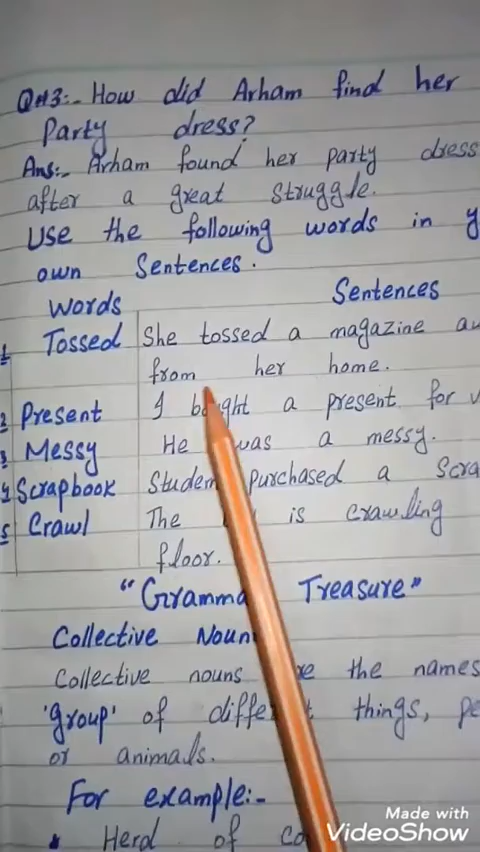 Q#3:- How did Arham find her
Party dress?
Ans:- Arham found her party dress
after a great struggle.
Use the following words in
own Sentences.
Words Sentences
1 Tossed She tossed a magazine
from her home.
2 Present I bought a present for
3 Messy He was a messy.
4 Scrapbook Student purchased a
5 Crawl The is crawling
floor.
"Gramma Treasure"
Collective Noun
Collective nouns the names
'group' of different things,
or animals.
For example:-
• Herd of
Made with
VideoShow